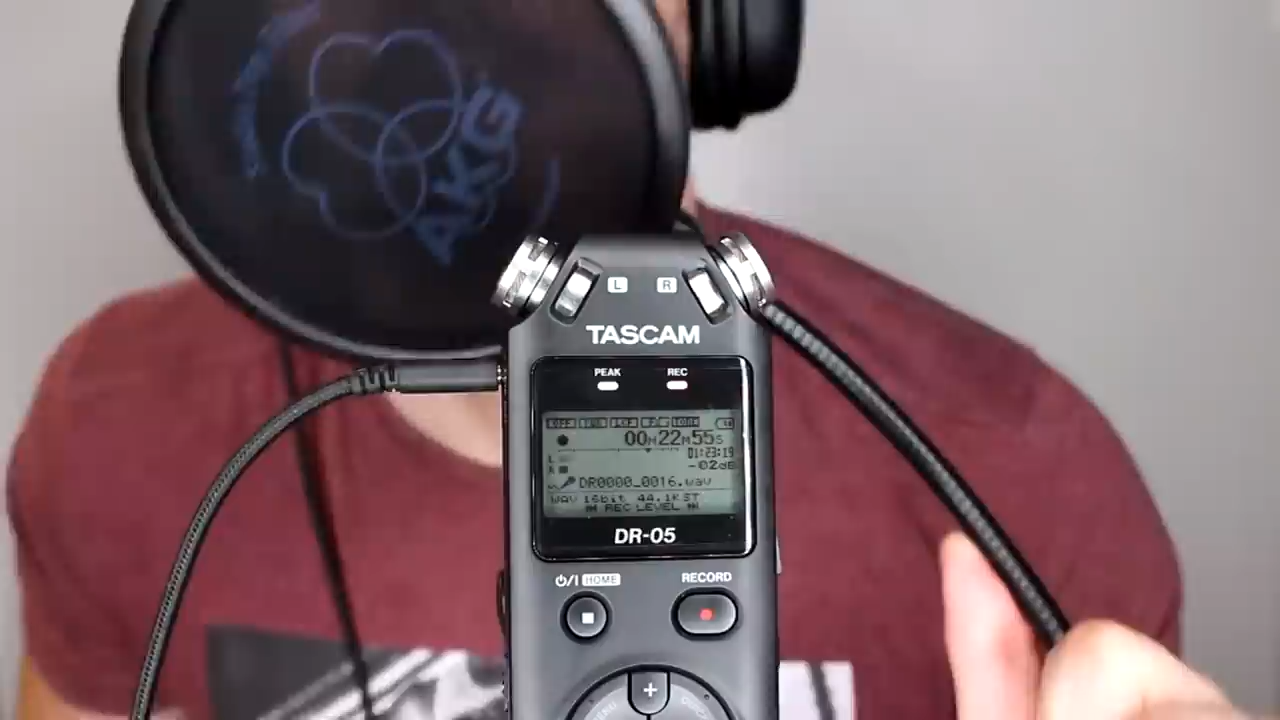 AKG
L R
TASCAM
PEAK REC
00H22M55S
01:23:19
L
R
-02dB
DR0000_0016.wav
WAV 16bit 44.1K ST
REC LEVEL
DR-05
⏻/I HOME RECORD
+